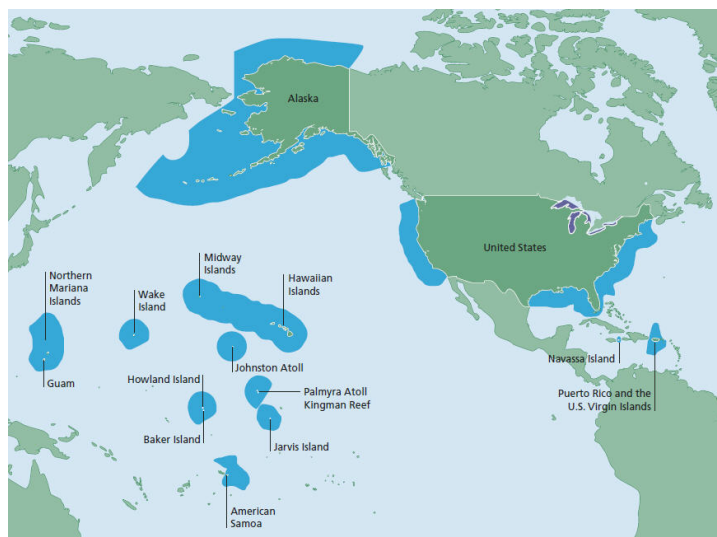 Alaska
United States
Northern
Mariana
Islands
Wake
Island
Midway
Islands
Hawaiian
Islands
Guam
Johnston Atoll
Howland Island
Baker Island
Palmyra Atoll
Kingman Reef
Jarvis Island
American
Samoa
Navassa Island
Puerto Rico and the
U.S. Virgin Islands